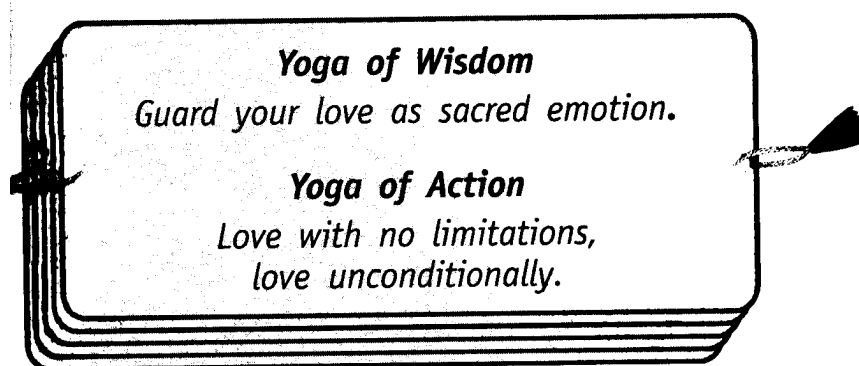 Yoga of Wisdom
Guard your love as sacred emotion.
Yoga of Action
Love with no limitations,
love unconditionally.